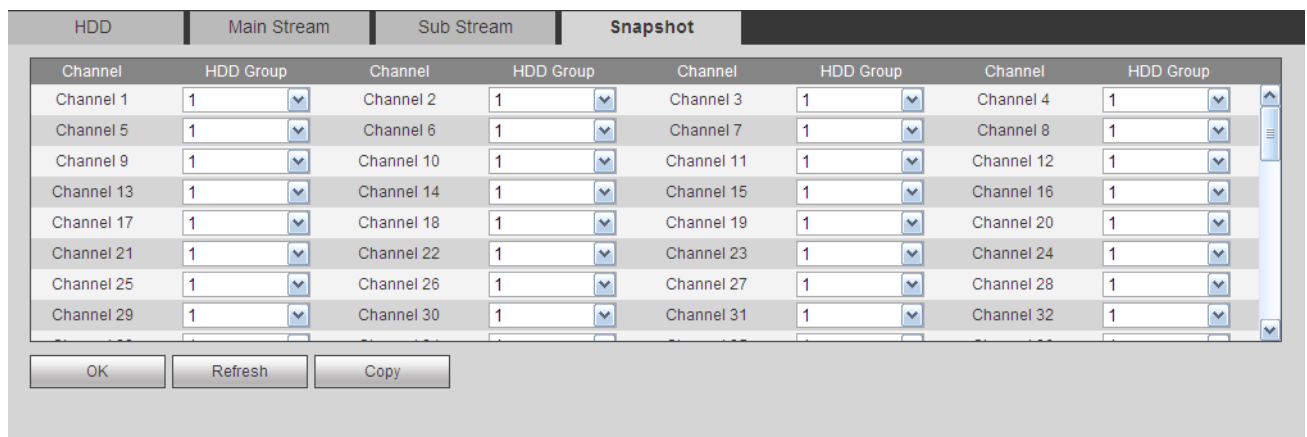 HDD Main Stream Sub Stream Snapshot
Channel HDD Group Channel HDD Group Channel HDD Group Channel HDD Group
Channel 1 1 Channel 2 1 Channel 3 1 Channel 4 1
Channel 5 1 Channel 6 1 Channel 7 1 Channel 8 1
Channel 9 1 Channel 10 1 Channel 11 1 Channel 12 1
Channel 13 1 Channel 14 1 Channel 15 1 Channel 16 1
Channel 17 1 Channel 18 1 Channel 19 1 Channel 20 1
Channel 21 1 Channel 22 1 Channel 23 1 Channel 24 1
Channel 25 1 Channel 26 1 Channel 27 1 Channel 28 1
Channel 29 1 Channel 30 1 Channel 31 1 Channel 32 1
OK Refresh Copy